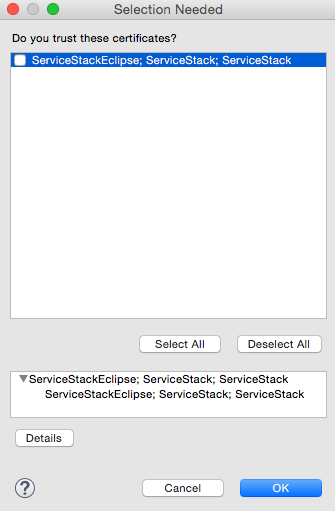 Selection Needed
Do you trust these certificates?
ServiceStackEclipse; ServiceStack; ServiceStack
Select All
Deselect All
ServiceStackEclipse; ServiceStack; ServiceStack
ServiceStackEclipse; ServiceStack; ServiceStack
Details
?
Cancel
OK